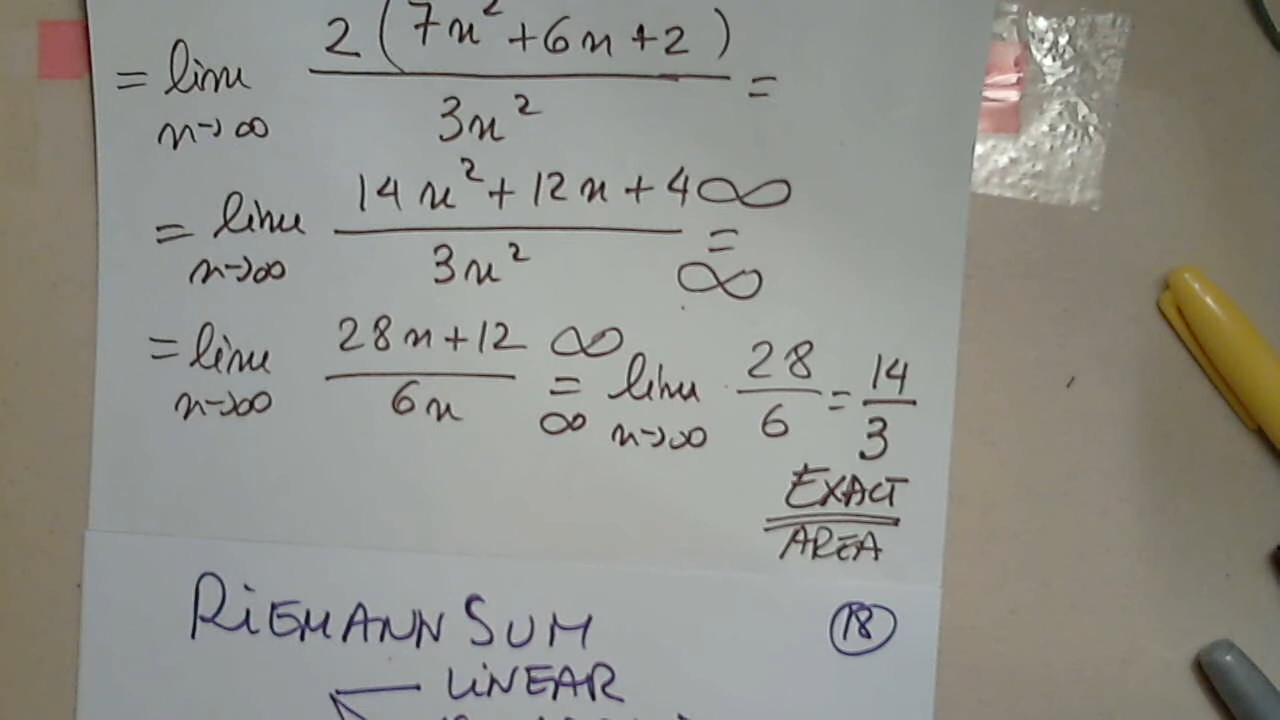 = lim n→∞ 2(7n²+6n+2) / 3n² =
= lim n→∞ 14n²+12n+4 / 3n² ∞ = ∞
= lim n→∞ 28n+12 / 6n ∞ = ∞ lim n→∞ 28/6 = 14/3
EXACT
AREA
RiEMANN SUM 18
← LiNEAR